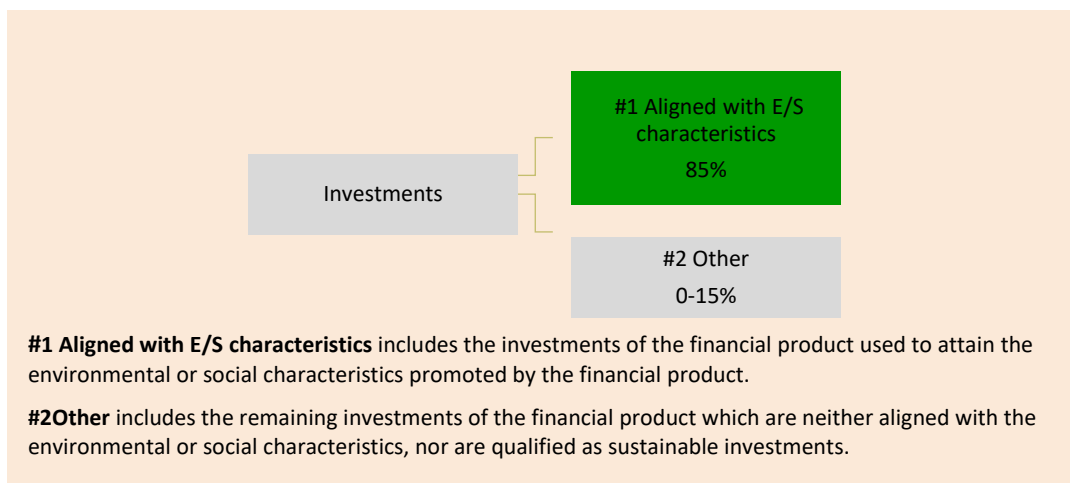 #1 Aligned with E/S
characteristics
85%
Investments
#2 Other
0-15%
#1 Aligned with E/S characteristics includes the investments of the financial product used to attain the
environmental or social characteristics promoted by the financial product.
#2Other includes the remaining investments of the financial product which are neither aligned with the
environmental or social characteristics, nor are qualified as sustainable investments.